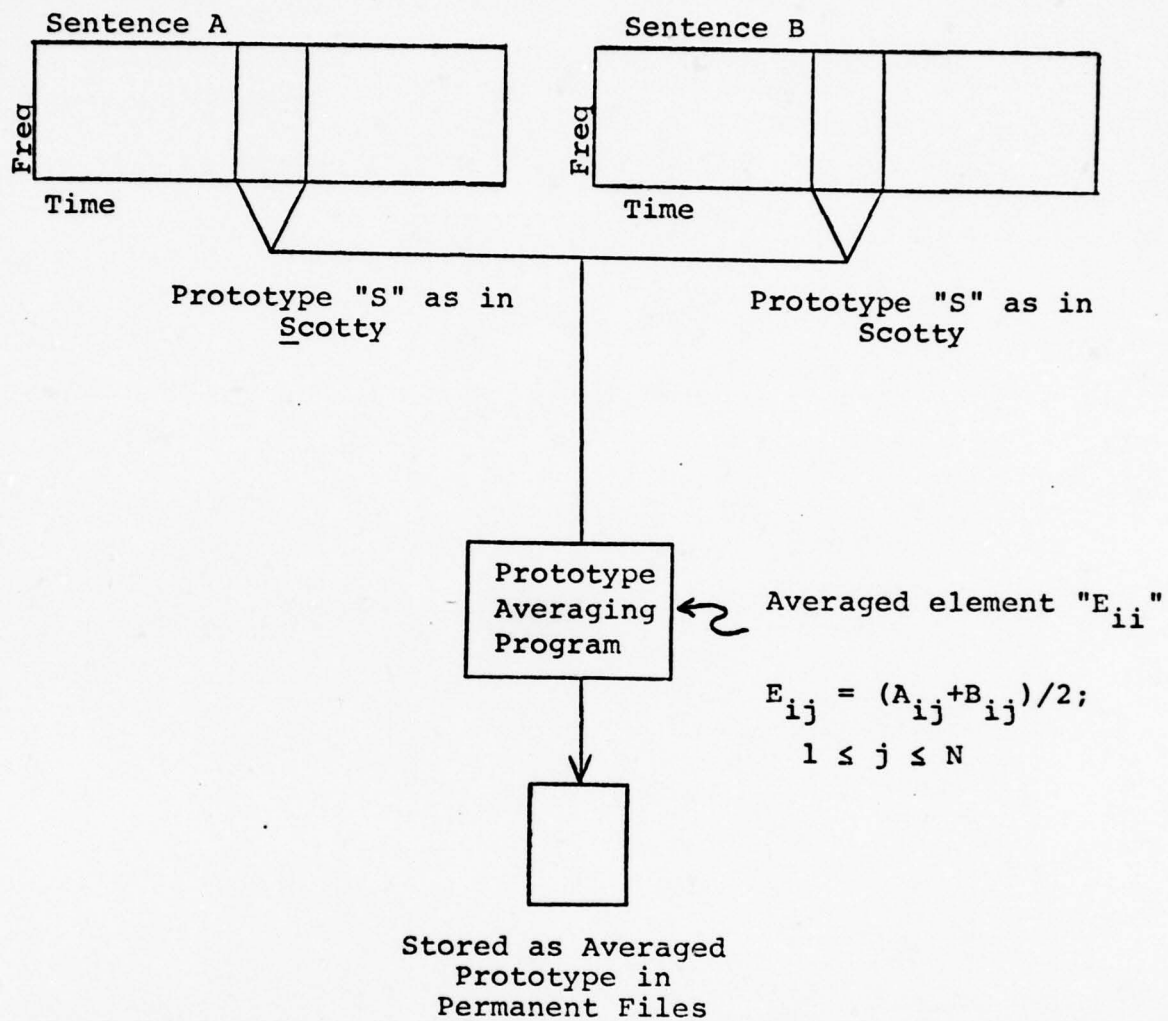 Sentence A
Freq
Time
Sentence B
Freq
Time
Prototype "S" as in
Scotty
Prototype "S" as in
Scotty
Prototype
Averaging
Program
Averaged element "E_ii"
E_ij = (A_ij+B_ij)/2;
1 ≤ j ≤ N
Stored as Averaged
Prototype in
Permanent Files